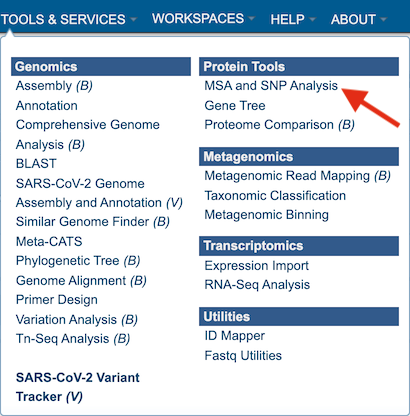 TOOLS & SERVICES WORKSPACES HELP ABOUT
Genomics
Assembly (B)
Annotation
Comprehensive Genome
Analysis (B)
BLAST
SARS-CoV-2 Genome
Assembly and Annotation (V)
Similar Genome Finder (B)
Meta-CATS
Phylogenetic Tree (B)
Genome Alignment (B)
Primer Design
Variation Analysis (B)
Tn-Seq Analysis (B)
SARS-CoV-2 Variant
Tracker (V)
Protein Tools
MSA and SNP Analysis
Gene Tree
Proteome Comparison (B)
Metagenomics
Metagenomic Read Mapping (B)
Taxonomic Classification
Metagenomic Binning
Transcriptomics
Expression Import
RNA-Seq Analysis
Utilities
ID Mapper
Fastq Utilities